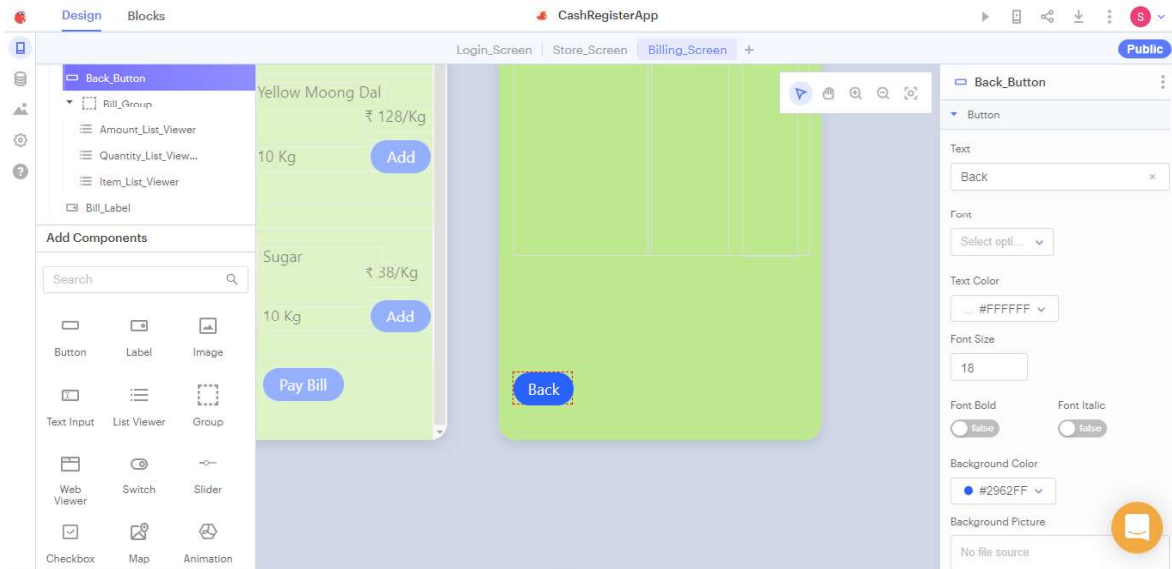 Design Blocks CashRegisterApp S
Login_Screen Store_Screen Billing_Screen + Public
Back_Button
Bill_Group
Amount_List_Viewer
Quantity_List_View...
Item_List_Viewer
Bill_Label
Add Components
Search
Button Label Image
Text Input List Viewer Group
Web Viewer Switch Slider
Checkbox Map Animation
Yellow Moong Dal
₹ 128/Kg
10 Kg Add
Sugar
₹ 38/Kg
10 Kg Add
Pay Bill
Back
Back_Button
Button
Text
Back ×
Font
Select opti...
Text Color
#FFFFFF
Font Size
18
Font Bold Font Italic
false false
Background Color
#2962FF
Background Picture
No file source